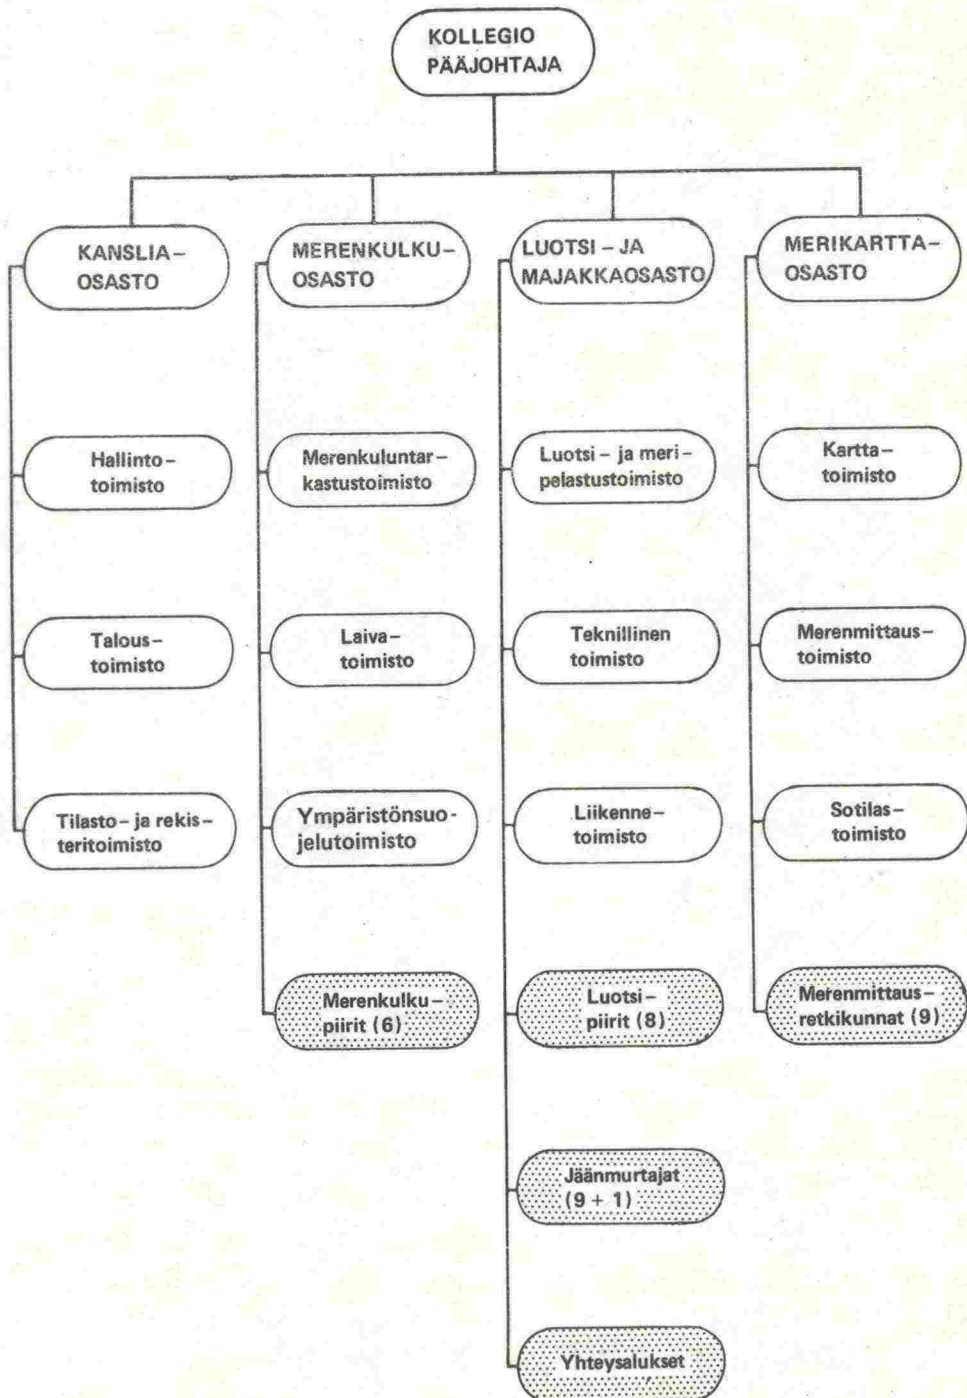 KOLLEGIO
PÄÄJOHTAJA
KANSLIA-
OSASTO
MERENKULKU-
OSASTO
LUOTSI- JA
MAJAKKAOSASTO
MERIKARTTA-
OSASTO
Hallinto-
toimisto
Merenkuluntar-
kastustoimisto
Luotsi- ja meri-
pelastustoimisto
Kartta-
toimisto
Talous-
toimisto
Laiva-
toimisto
Teknillinen
toimisto
Merenmittaus-
toimisto
Tilasto- ja rekis-
teritoimisto
Ympäristönsuo-
jelutoimisto
Liikenne-
toimisto
Sotilas-
toimisto
Merenkulku-
piirit (6)
Luotsi-
piirit (8)
Merenmittaus-
retkikunnat (9)
Jäänmurtajat
(9 + 1)
Yhteysalukset